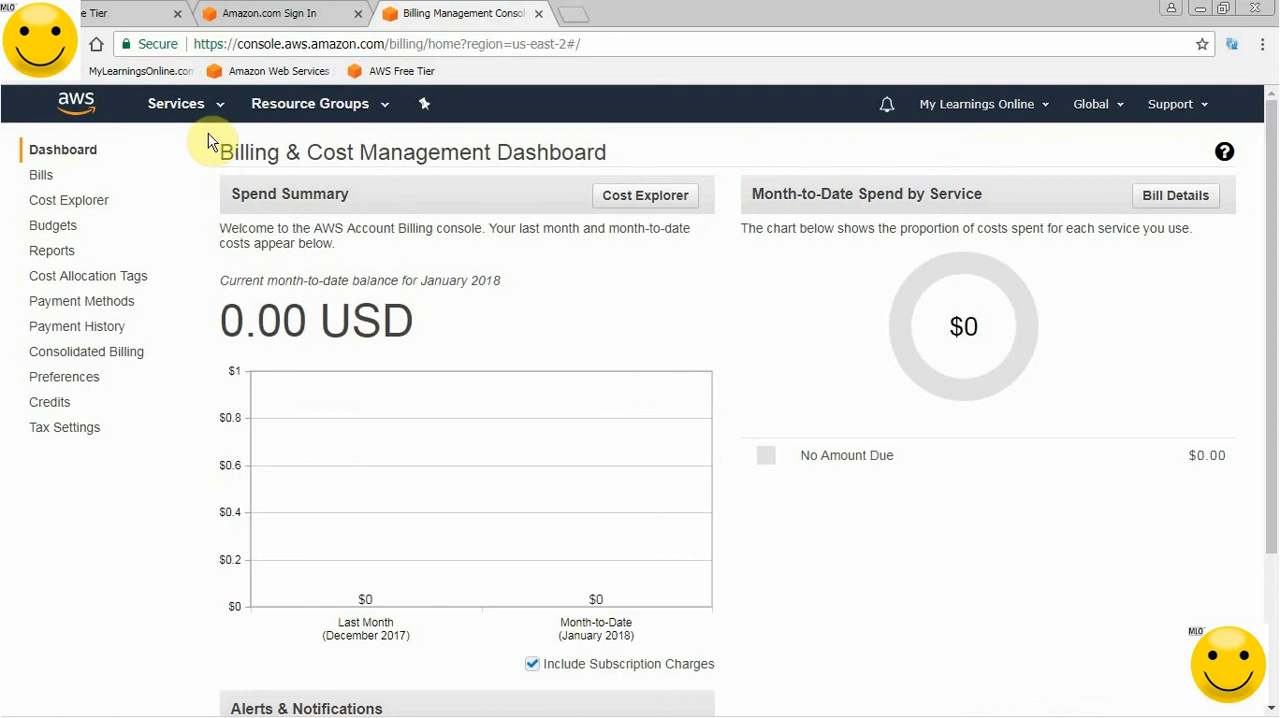 MLO
e Tier
Amazon.com Sign In
Billing Management Conso
Secure
https://console.aws.amazon.com/billing/home?region=us-east-2#/
MyLearningsOnline.com
Amazon Web Services :
AWS Free Tier
aws
Services
Resource Groups
My Learnings Online
Global
Support
Dashboard
Bills
Cost Explorer
Budgets
Reports
Cost Allocation Tags
Payment Methods
Payment History
Consolidated Billing
Preferences
Credits
Tax Settings
Billing & Cost Management Dashboard
?
Spend Summary
Cost Explorer
Welcome to the AWS Account Billing console. Your last month and month-to-date
costs appear below.
Current month-to-date balance for January 2018
0.00 USD
$1
$0.8
$0.6
$0.4
$0.2
$0
$0
$0
Last Month
(December 2017)
Month-to-Date
(January 2018)
Include Subscription Charges
Alerts & Notifications
Month-to-Date Spend by Service
Bill Details
The chart below shows the proportion of costs spent for each service you use.
$0
No Amount Due
$0.00
MLO